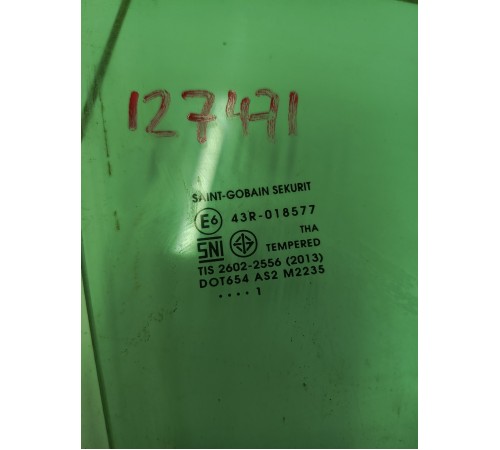 127471
SAINT-GOBAIN SEKURIT
E6 43R-018577
SNI THA
TEMPERED
TIS 2602-2556 (2013)
DOT654 AS2 M2235
.... 1